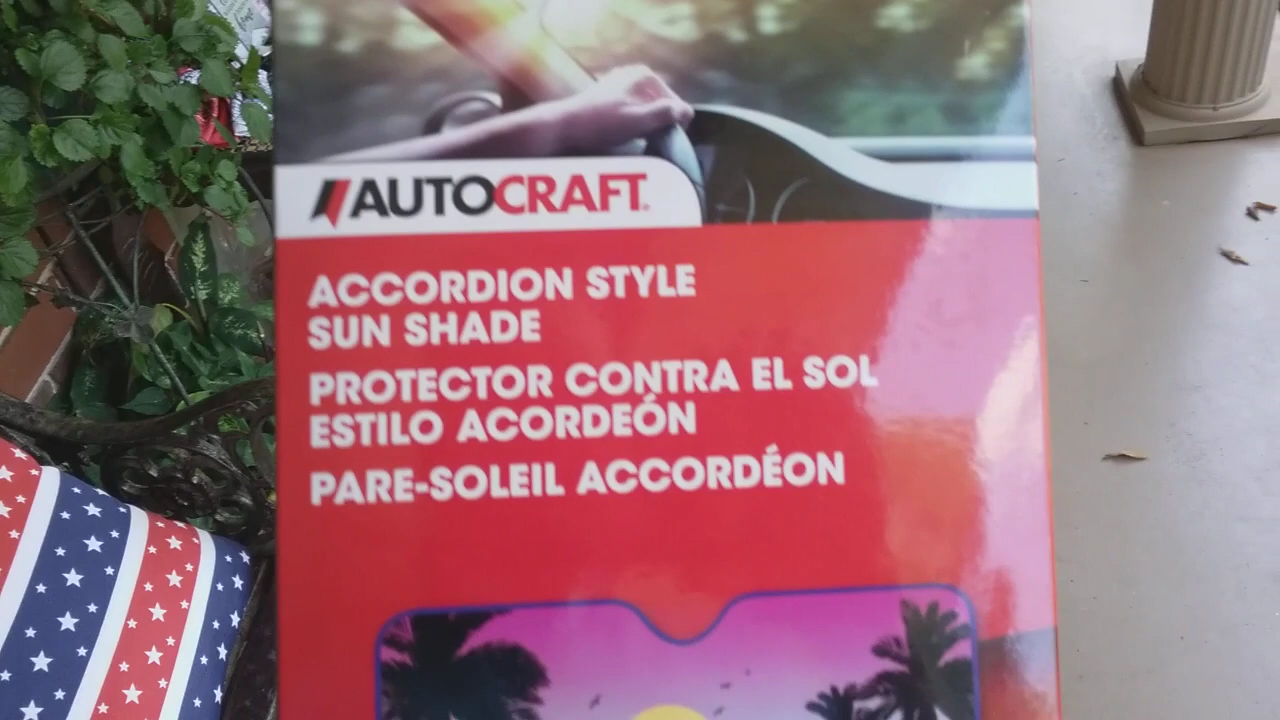 AUTOCRAFT
ACCORDION STYLE
SUN SHADE
PROTECTOR CONTRA EL SOL
ESTILO ACORDEÓN
PARE-SOLEIL ACCORDÉON